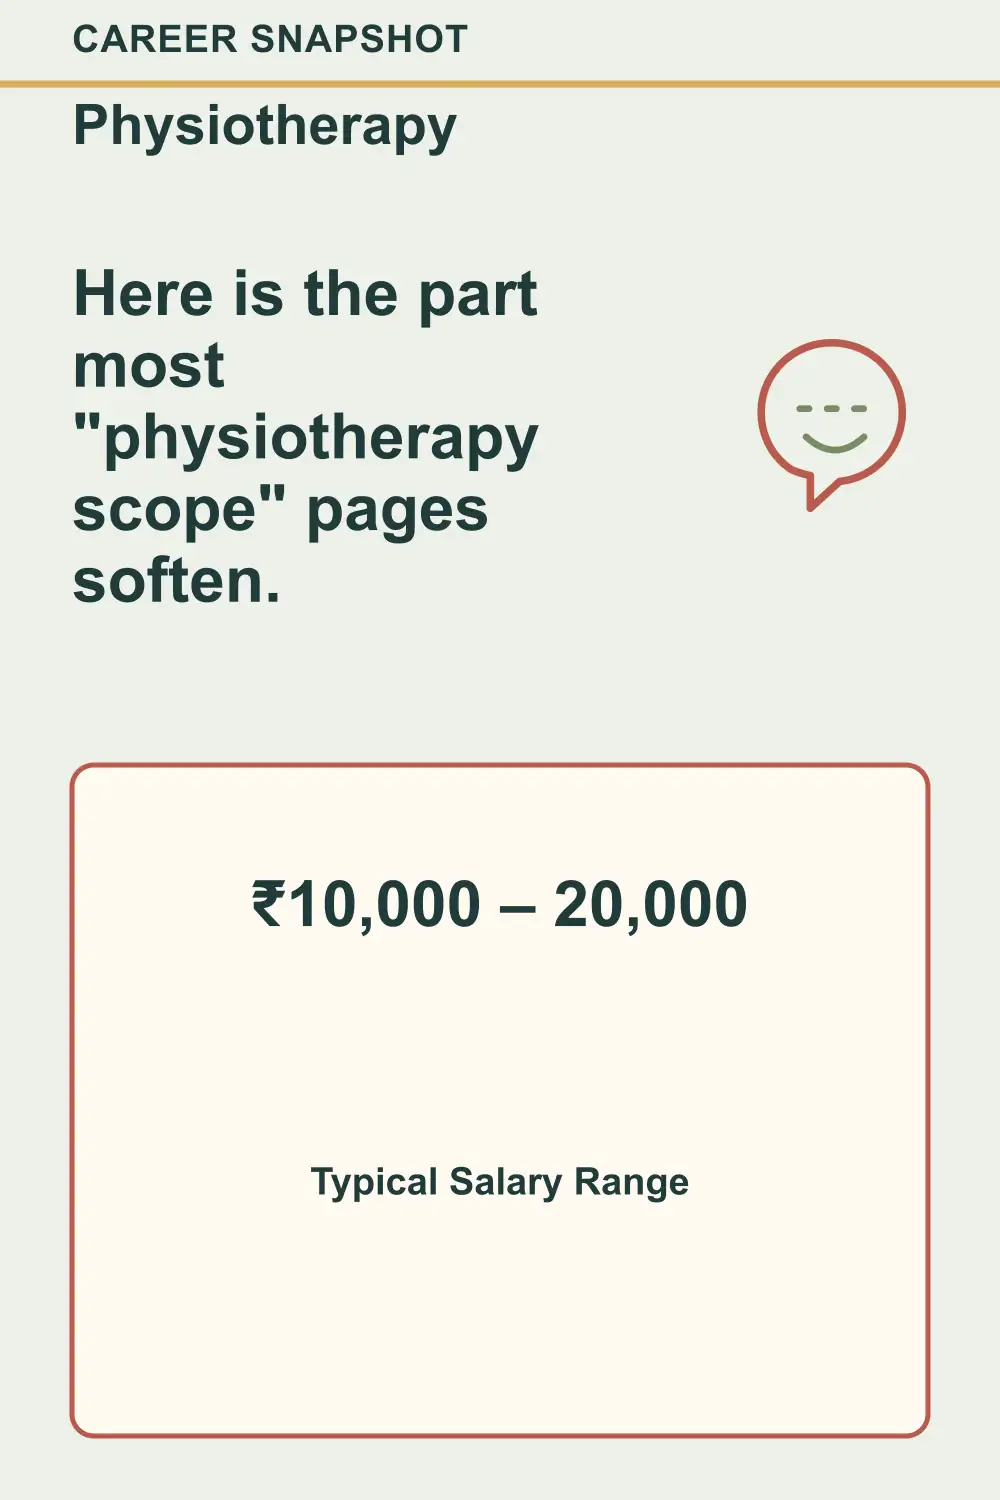 CAREER SNAPSHOT
Physiotherapy
Here is the part
most
"physiotherapy
scope" pages
soften.
₹10,000 – 20,000
Typical Salary Range